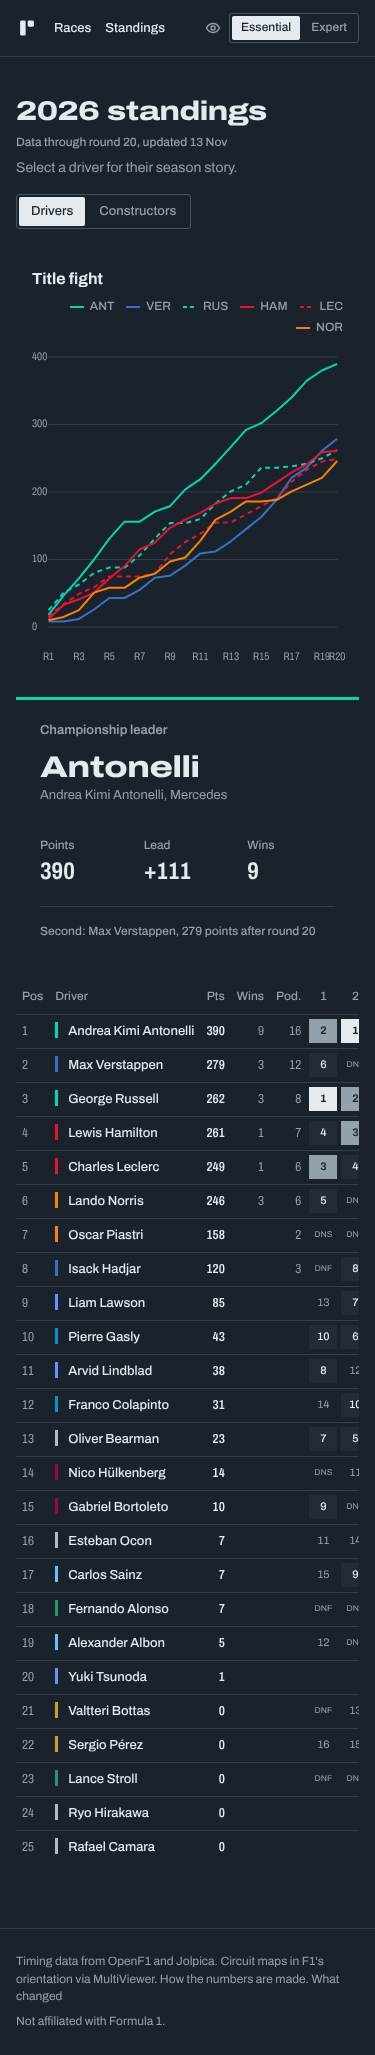 Races Standings Essential Expert
2026 standings
Data through round 20, updated 13 Nov
Select a driver for their season story.
Drivers Constructors
Title fight
ANT VER RUS HAM LEC
NOR
400
300
200
100
0
R1 R3 R5 R7 R9 R11 R13 R15 R17 R19 R20
Championship leader
Antonelli
Andrea Kimi Antonelli, Mercedes
Points Lead Wins
390 +111 9
Second: Max Verstappen, 279 points after round 20
Pos Driver Pts Wins Pod. 1 2
1 Andrea Kimi Antonelli 390 9 16 2 1
2 Max Verstappen 279 3 12 6 DN
3 George Russell 262 3 8 1 2
4 Lewis Hamilton 261 1 7 4 3
5 Charles Leclerc 249 1 6 3 4
6 Lando Norris 246 3 6 5 DN
7 Oscar Piastri 158 2 DNS DN
8 Isack Hadjar 120 3 DNF 8
9 Liam Lawson 85 13 7
10 Pierre Gasly 43 10 6
11 Arvid Lindblad 38 8 12
12 Franco Colapinto 31 14 10
13 Oliver Bearman 23 7 5
14 Nico Hülkenberg 14 DNS 11
15 Gabriel Bortoleto 10 9 DN
16 Esteban Ocon 7 11 14
17 Carlos Sainz 7 15 9
18 Fernando Alonso 7 DNF DN
19 Alexander Albon 5 12 DN
20 Yuki Tsunoda 1
21 Valtteri Bottas 0 DNF 13
22 Sergio Pérez 0 16 15
23 Lance Stroll 0 DNF DN
24 Ryo Hirakawa 0
25 Rafael Camara 0
Timing data from OpenF1 and Jolpica. Circuit maps in F1's
orientation via MultiViewer. How the numbers are made. What
changed
Not affiliated with Formula 1.